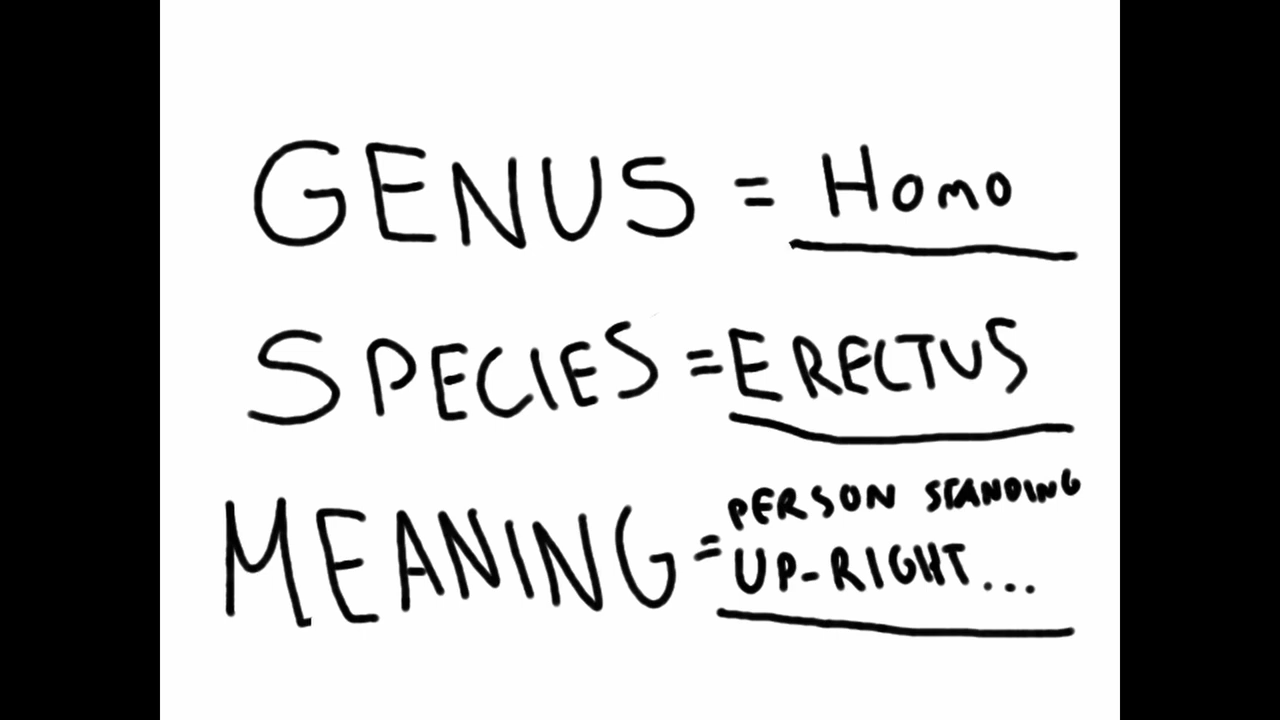 GENUS = Homo
SPECIES = ERECTUS
MEANING = PERSON STANDING
UP-RIGHT...